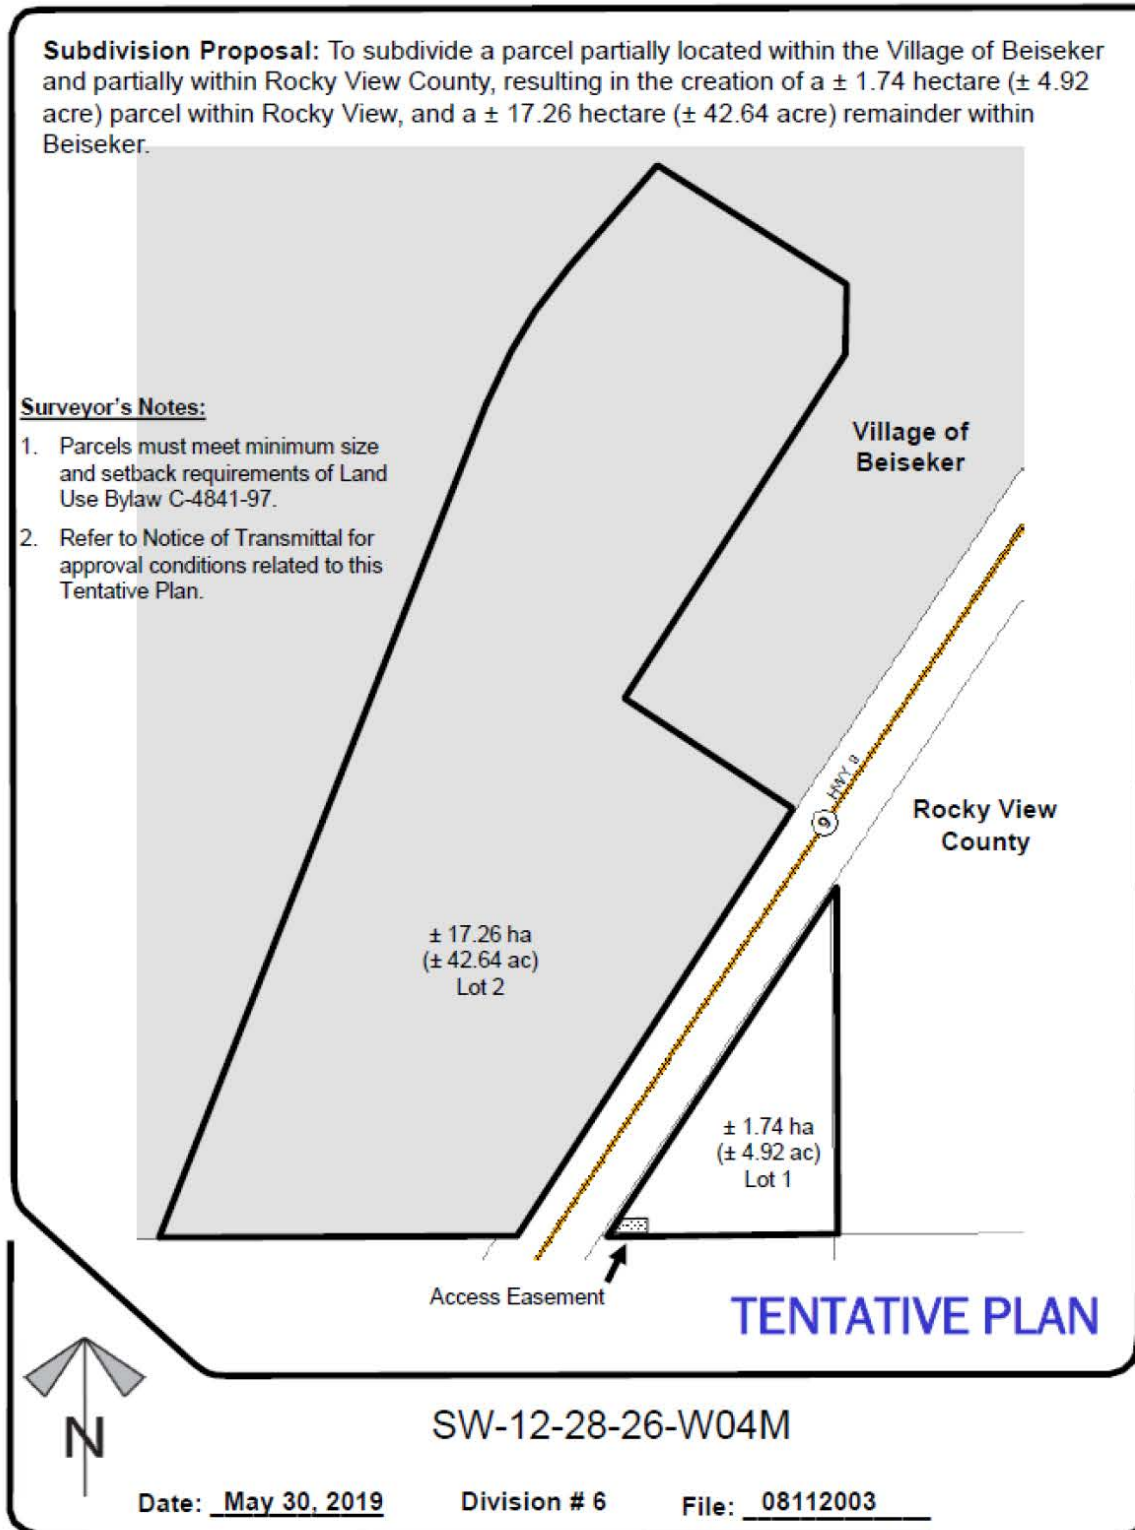 Subdivision Proposal: To subdivide a parcel partially located within the Village of Beiseker
and partially within Rocky View County, resulting in the creation of a ± 1.74 hectare (± 4.92
acre) parcel within Rocky View, and a ± 17.26 hectare (± 42.64 acre) remainder within
Beiseker.
Surveyor's Notes:
1. Parcels must meet minimum size
and setback requirements of Land
Use Bylaw C-4841-97.
2. Refer to Notice of Transmittal for
approval conditions related to this
Tentative Plan.
Village of
Beiseker
HWY 9
9
Rocky View
County
± 17.26 ha
(± 42.64 ac)
Lot 2
± 1.74 ha
(± 4.92 ac)
Lot 1
Access Easement
TENTATIVE PLAN
N
SW-12-28-26-W04M
Date: May 30, 2019 Division # 6 File: 08112003